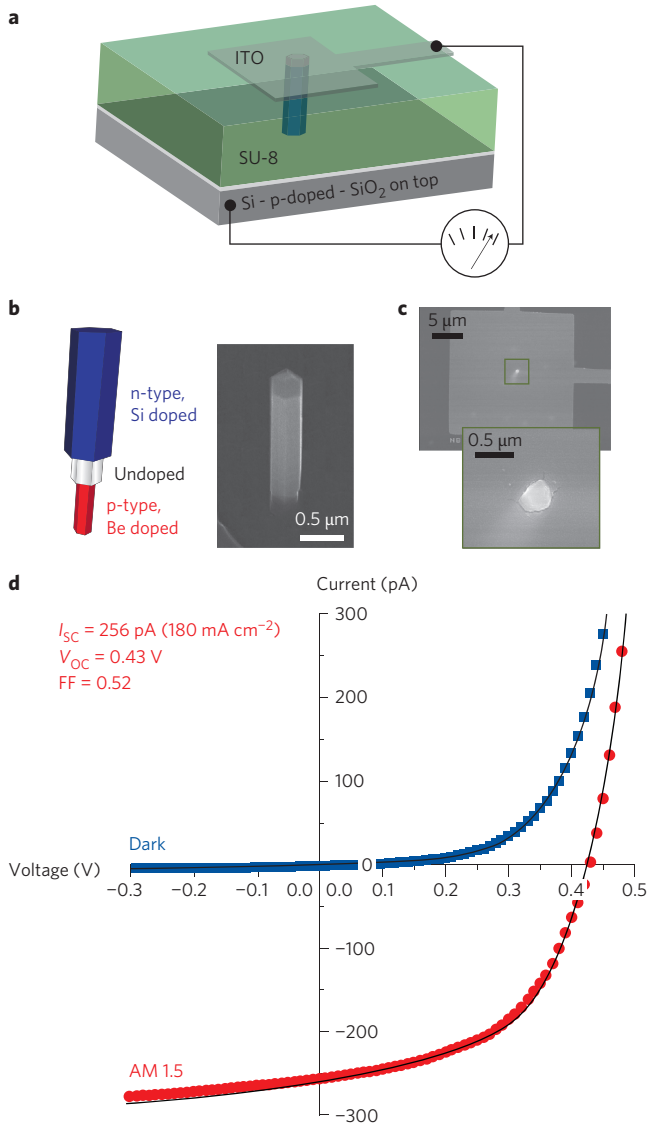 a
ITO
SU-8
Si - p-doped - SiO₂ on top
b
n-type,
Si doped
Undoped
p-type,
Be doped
0.5 µm
c
5 µm
0.5 µm
d
Current (pA)
I_SC = 256 pA (180 mA cm⁻²)
V_OC = 0.43 V
FF = 0.52
300
200
100
Dark
Voltage (V)
0
−0.3 −0.2 −0.1 0.0 0.0 0.1 0.2 0.3 0.4 0.5
−100
−200
AM 1.5
−300